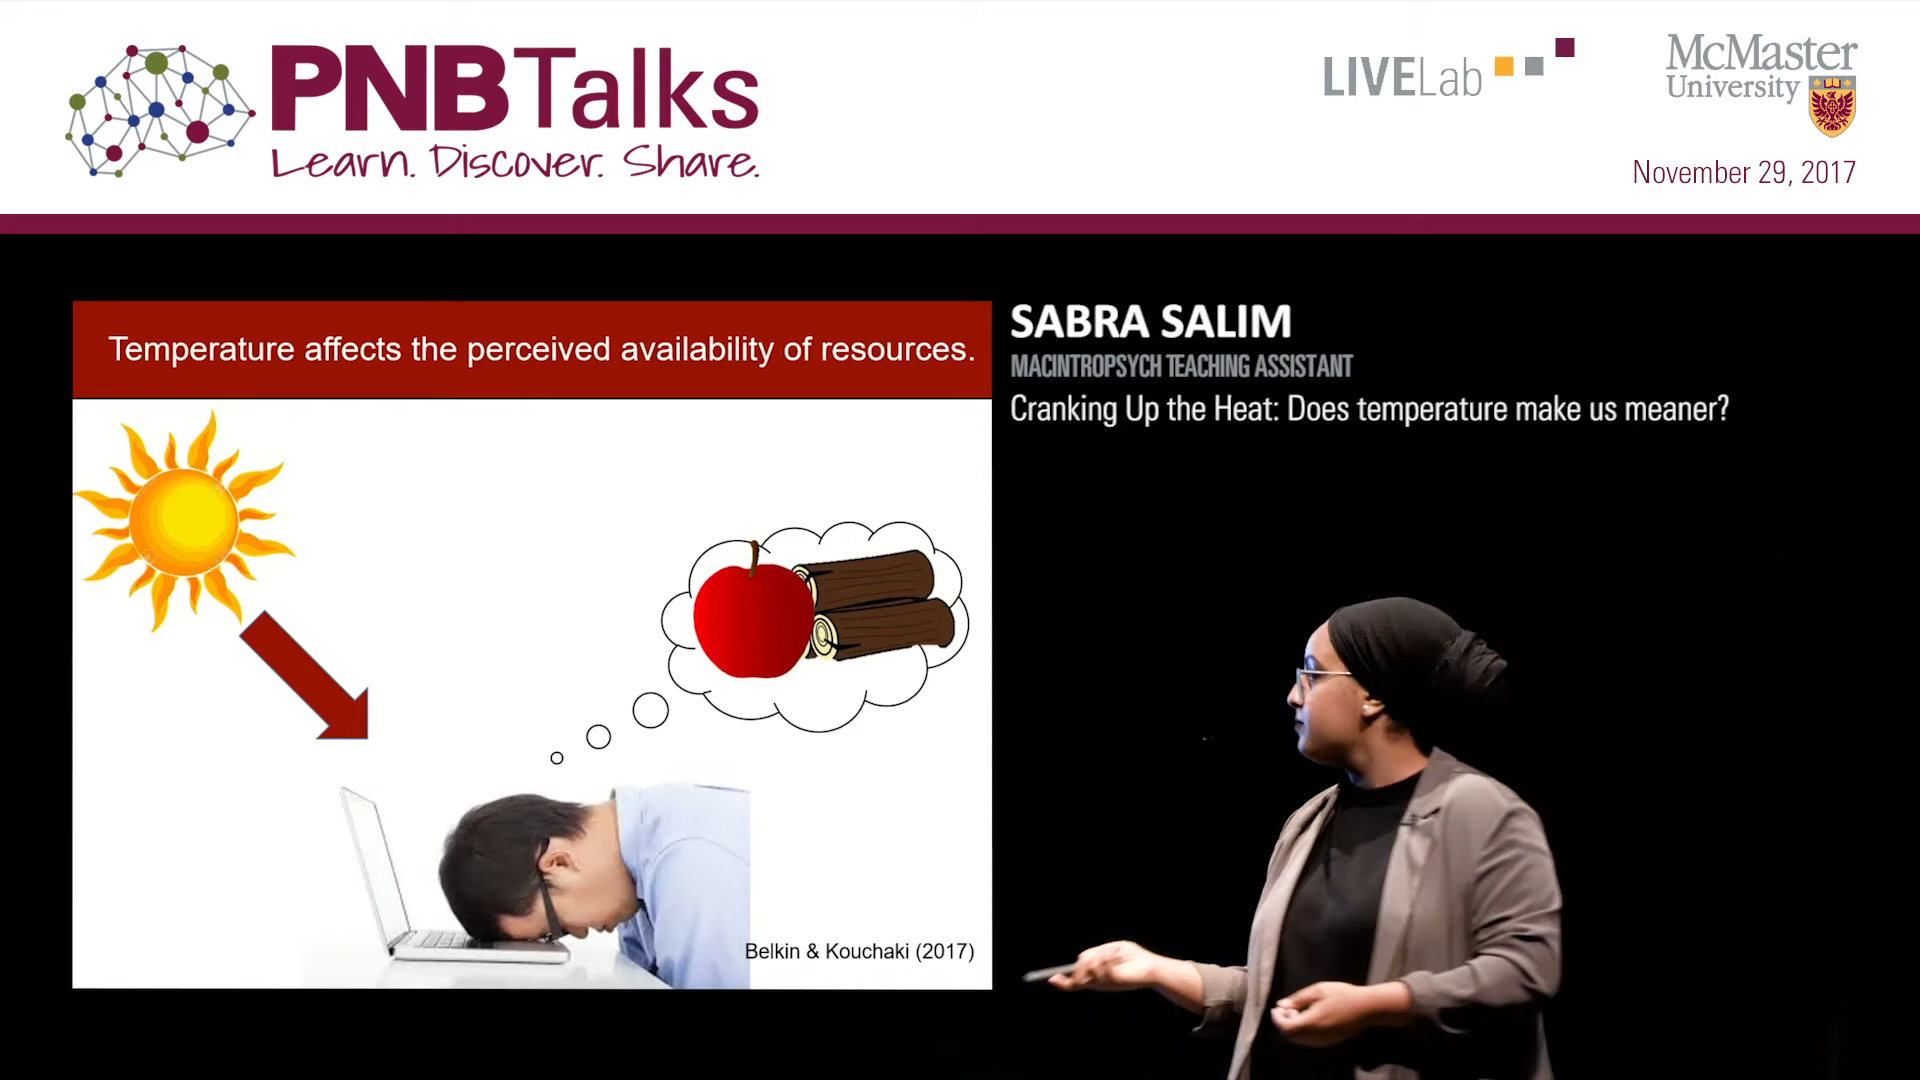 PNBTalks
Learn. Discover. Share.
LIVELab
McMaster
University
November 29, 2017
Temperature affects the perceived availability of resources.
Belkin & Kouchaki (2017)
SABRA SALIM
MACINTROPSYCH TEACHING ASSISTANT
Cranking Up the Heat: Does temperature make us meaner?